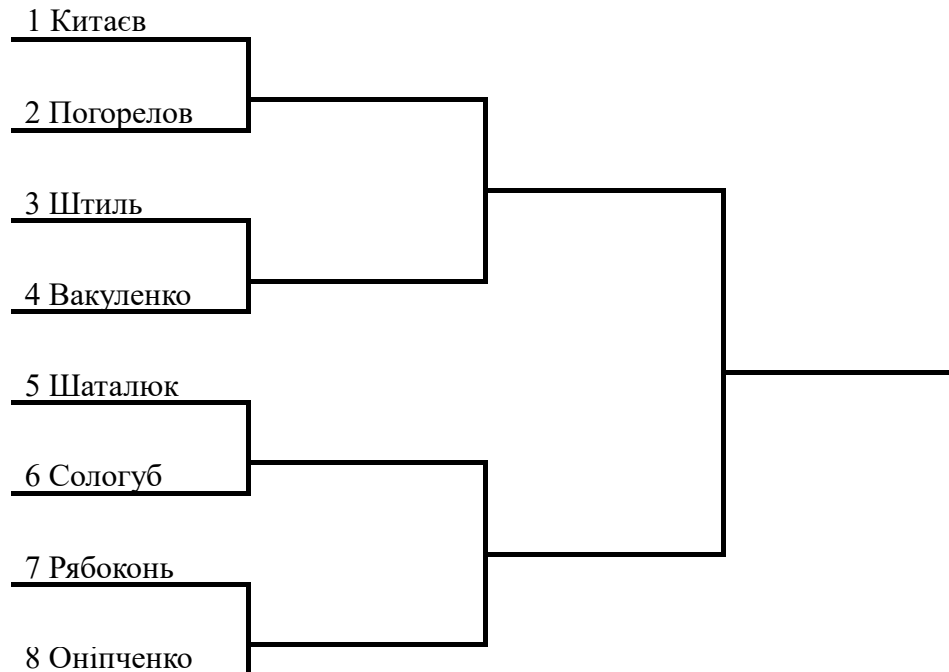 1 Китаєв
2 Погорелов
3 Штиль
4 Вакуленко
5 Шаталюк
6 Сологуб
7 Рябоконь
8 Оніпченко